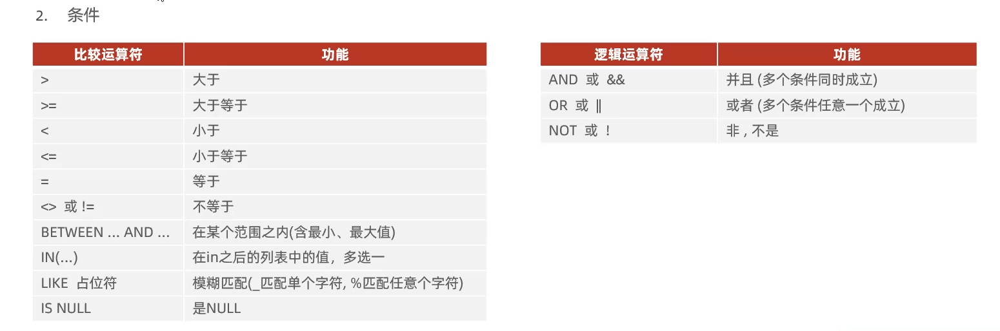 2. 条件
比较运算符 功能
> 大于
>= 大于等于
< 小于
<= 小于等于
= 等于
<> 或 != 不等于
BETWEEN ... AND ... 在某个范围之内(含最小、最大值)
IN(...) 在in之后的列表中的值，多选一
LIKE 占位符 模糊匹配(_匹配单个字符, %匹配任意个字符)
IS NULL 是NULL
逻辑运算符 功能
AND 或 && 并且 (多个条件同时成立)
OR 或 || 或者 (多个条件任意一个成立)
NOT 或 ! 非 , 不是